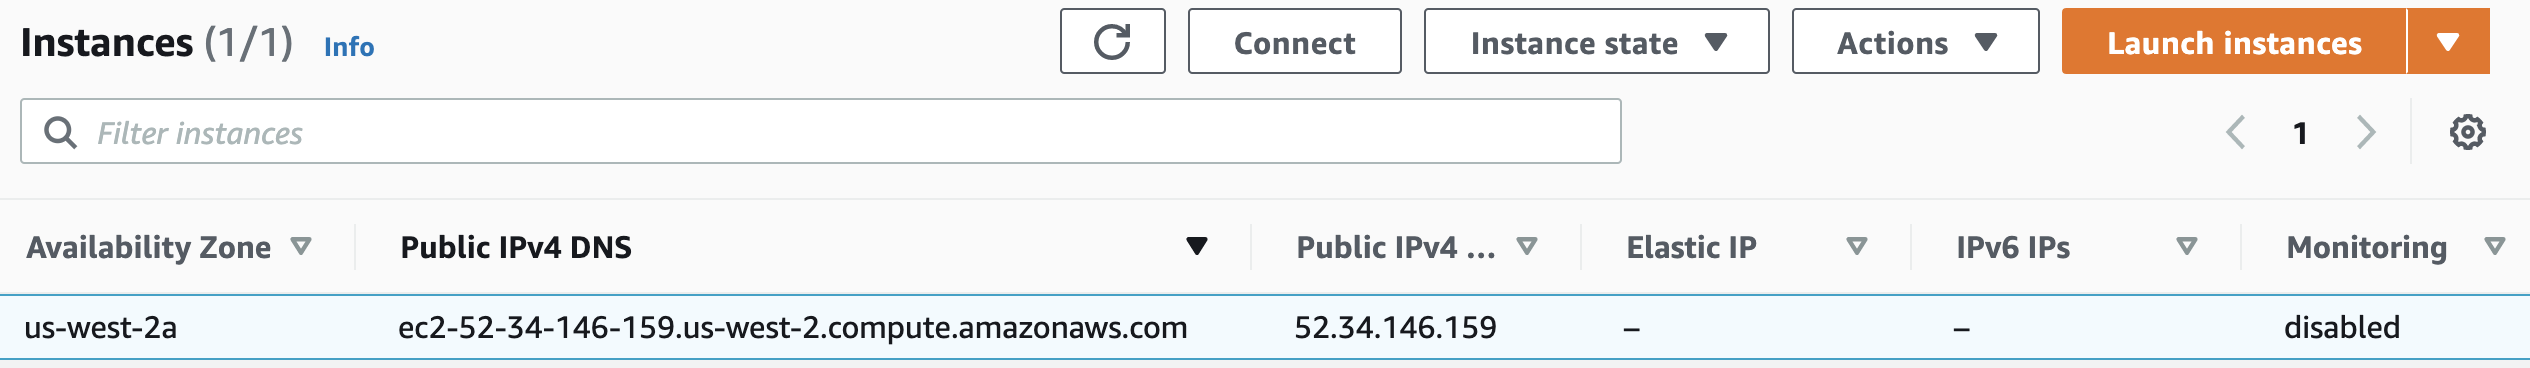 Instances (1/1) Info Connect Instance state Actions Launch instances
Filter instances 1
Availability Zone Public IPv4 DNS Public IPv4 ... Elastic IP IPv6 IPs Monitoring
us-west-2a ec2-52-34-146-159.us-west-2.compute.amazonaws.com 52.34.146.159 – – disabled